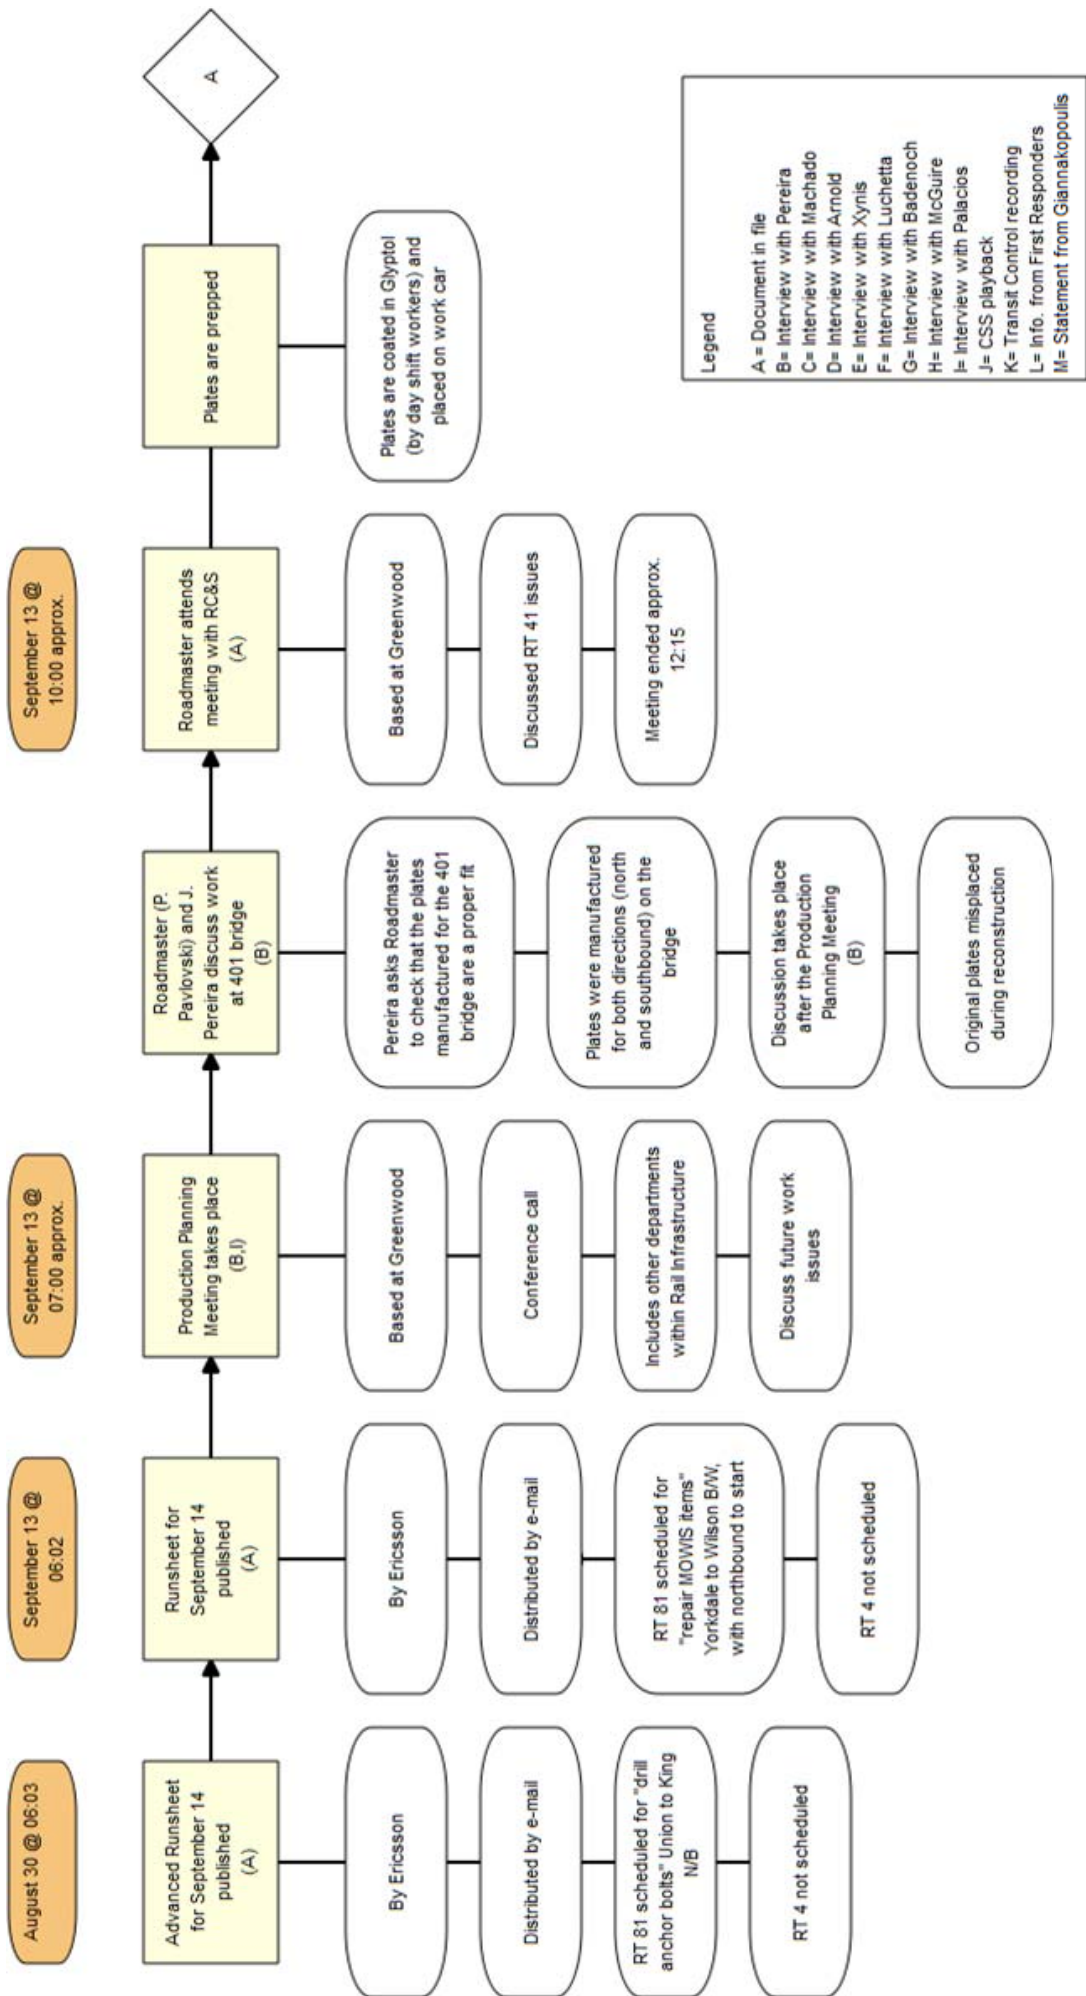 August 30 @ 06:03
Advanced Runsheet
for September 14
published
(A)
By Ericsson
Distributed by e-mail
RT 81 scheduled for "drill
anchor bolts" Union to King
N/B
RT 4 not scheduled
September 13 @
06:02
Runsheet for
September 14
published
(A)
By Ericsson
Distributed by e-mail
RT 81 scheduled for
"repair MOWIS items"
Yorkdale to Wilson B/W,
with northbound to start
RT 4 not scheduled
September 13 @
07:00 approx.
Production Planning
Meeting takes place
(B,I)
Based at Greenwood
Conference call
Includes other departments
within Rail Infrastructure
Discuss future work
issues
Roadmaster (P.
Pavlovski) and J.
Pereira discuss work
at 401 bridge
(B)
Pereira asks Roadmaster
to check that the plates
manufactured for the 401
bridge are a proper fit
Plates were manufactured
for both directions (north
and southbound) on the
bridge
Discussion takes place
after the Production
Planning Meeting
(B)
Original plates misplaced
during reconstruction
September 13 @
10:00 approx.
Roadmaster attends
meeting with RC&S
(A)
Based at Greenwood
Discussed RT 41 issues
Meeting ended approx.
12:15
Plates are prepped
Plates are coated in Glyptol
(by day shift workers) and
placed on work car
A
Legend
A = Document in file
B= Interview with Pereira
C= Interview with Machado
D= Interview with Arnold
E= Interview with Xynis
F= Interview with Luchetta
G= Interview with Badenoch
H= Interview with McGuire
I= Interview with Palacios
J= CSS playback
K= Transit Control recording
L= Info. from First Responders
M= Statement from Giannakopoulis